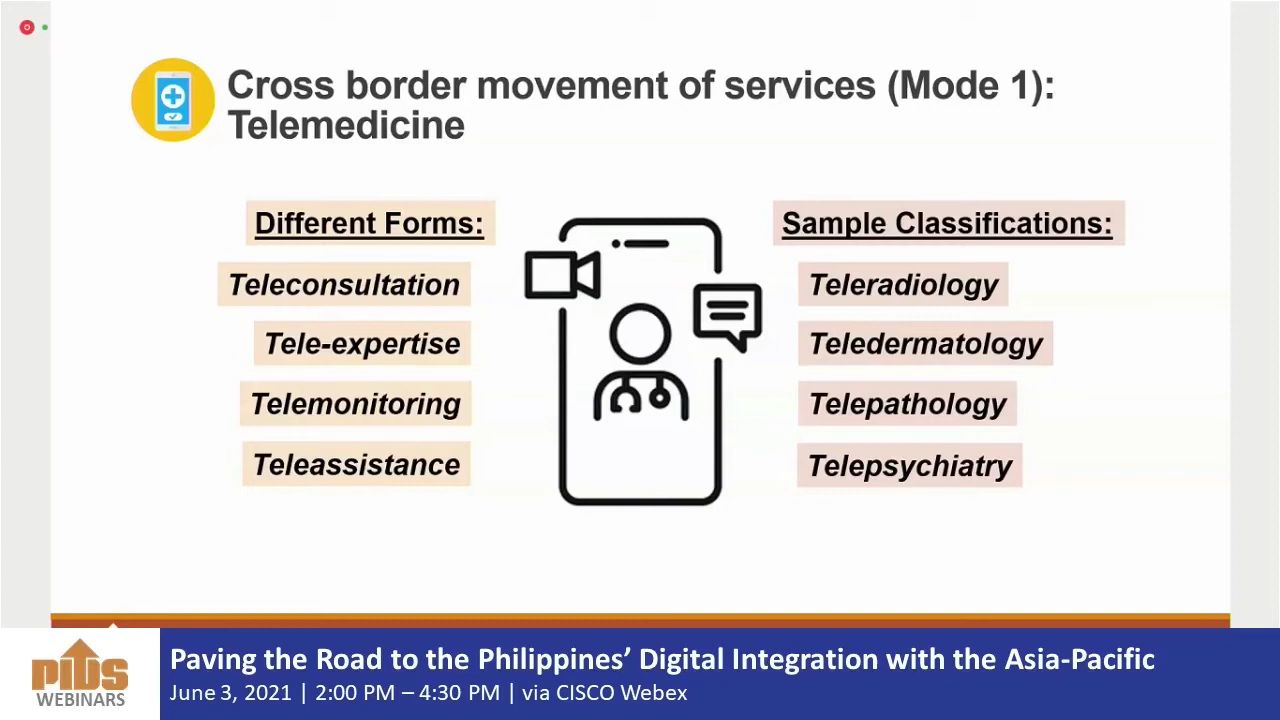 Cross border movement of services (Mode 1):
Telemedicine
Different Forms:
Teleconsultation
Tele-expertise
Telemonitoring
Teleassistance
Sample Classifications:
Teleradiology
Teledermatology
Telepathology
Telepsychiatry
PIDS
WEBINARS
Paving the Road to the Philippines’ Digital Integration with the Asia-Pacific
June 3, 2021 | 2:00 PM – 4:30 PM | via CISCO Webex